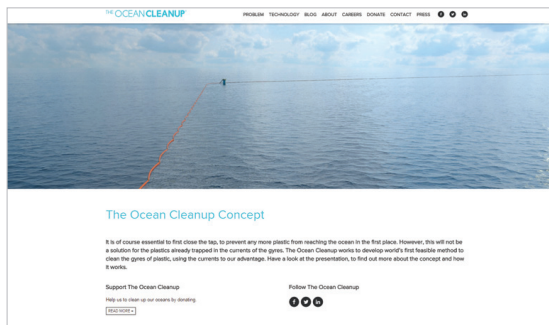 THE OCEAN CLEANUP
PROBLEM TECHNOLOGY BLOG ABOUT CAREERS DONATE CONTACT PRESS
The Ocean Cleanup Concept
It is of course essential to first close the tap, to prevent any more plastic from reaching the ocean in the first place. However, this will not be
a solution for the plastics already trapped in the currents of the gyres. The Ocean Cleanup works to develop world's first feasible method to
clean the gyres of plastic, using the currents to our advantage. Have a look at the presentation, to find out more about the concept and how
it works.
Support The Ocean Cleanup
Follow The Ocean Cleanup
Help us to clean up our oceans by donating.
READ MORE »